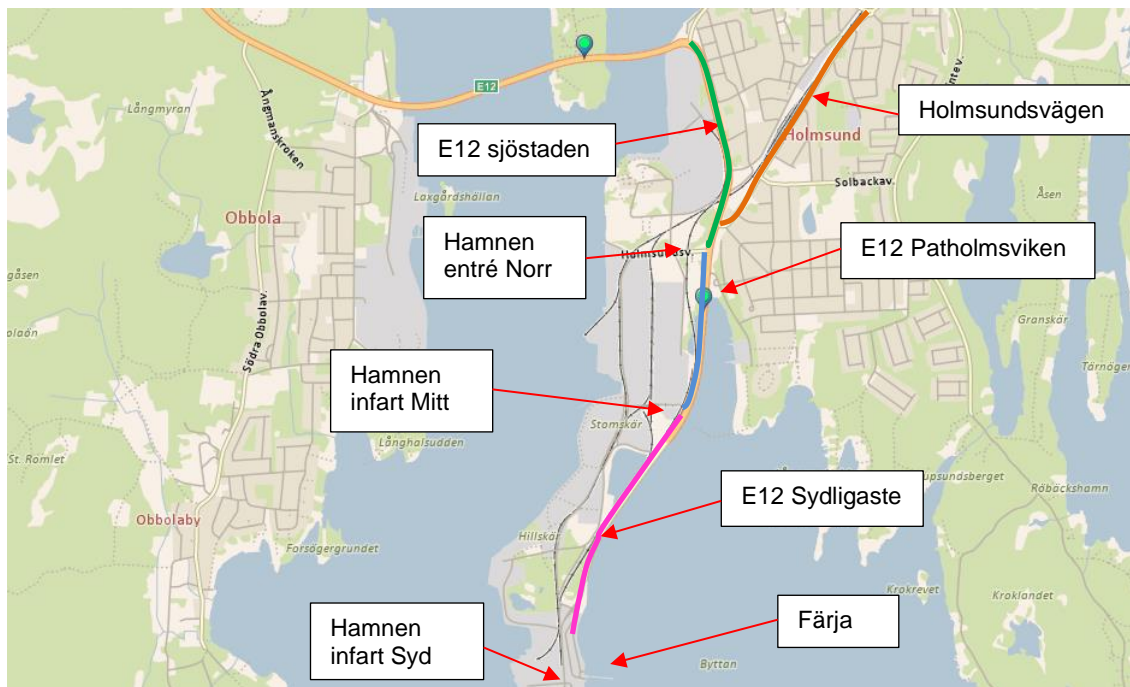 E12
Långmyran
Ångmanskroken
E12 sjöstaden
Holmsundsvägen
Holmsund
Solbackav.
Åsen
Laxgårdshällan
Obbola
Hamnen
entré Norr
Holmsundsv.
E12 Patholmsviken
Södra Obbolav.
Granskär
Hamnen
infart Mitt
Stomskär
Långhalsudden
St. Romlet
Röbäckshamn
E12 Sydligaste
Obbolaby
Forsögergrundet
Hillskär
Krokrevet
Kroklandet
Hamnen
infart Syd
Färja
Byttan